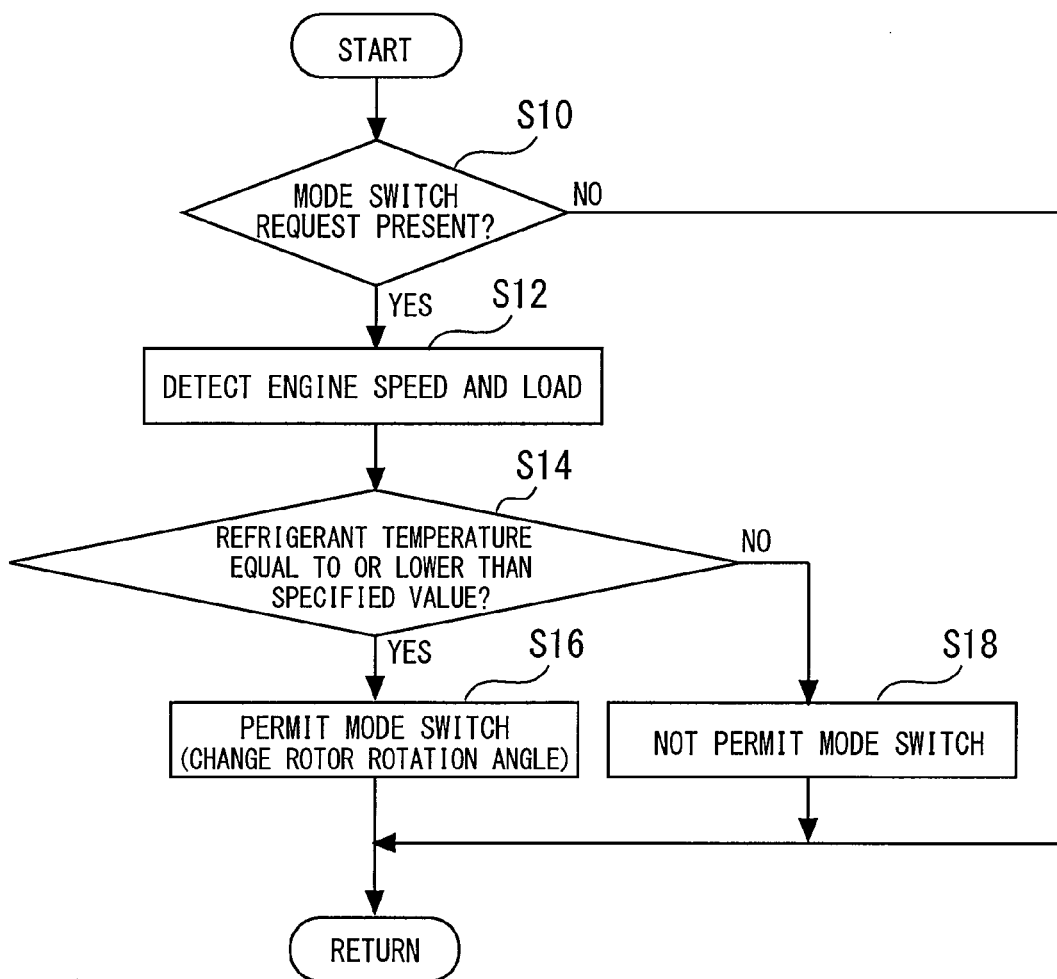 START
S10
MODE SWITCH
REQUEST PRESENT?
NO
YES
S12
DETECT ENGINE SPEED AND LOAD
S14
REFRIGERANT TEMPERATURE
EQUAL TO OR LOWER THAN
SPECIFIED VALUE?
NO
YES
S16
S18
PERMIT MODE SWITCH
(CHANGE ROTOR ROTATION ANGLE)
NOT PERMIT MODE SWITCH
RETURN